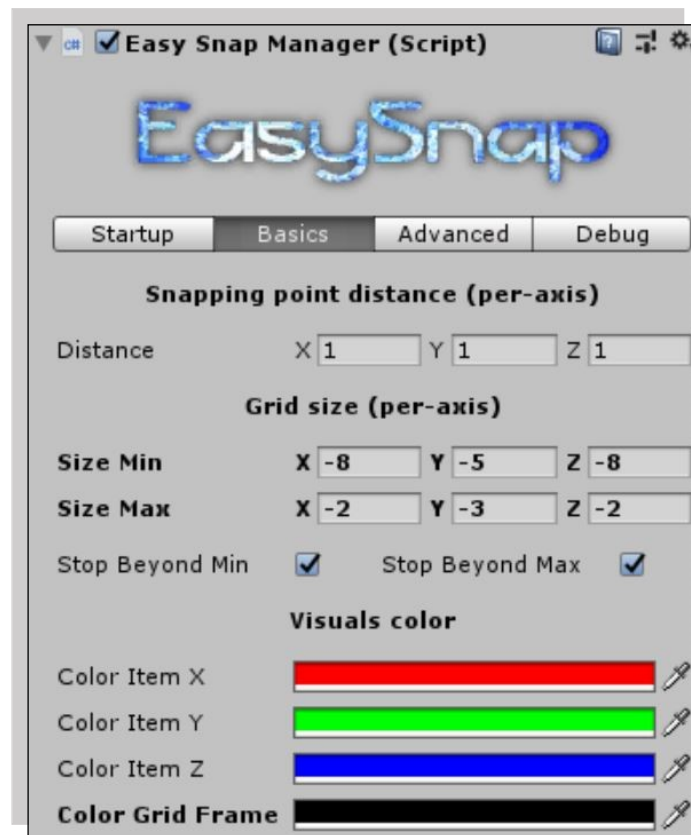 Easy Snap Manager (Script)
EasySnap
Startup Basics Advanced Debug
Snapping point distance (per-axis)
Distance X 1 Y 1 Z 1
Grid size (per-axis)
Size Min X -8 Y -5 Z -8
Size Max X -2 Y -3 Z -2
Stop Beyond Min Stop Beyond Max
Visuals color
Color Item X
Color Item Y
Color Item Z
Color Grid Frame